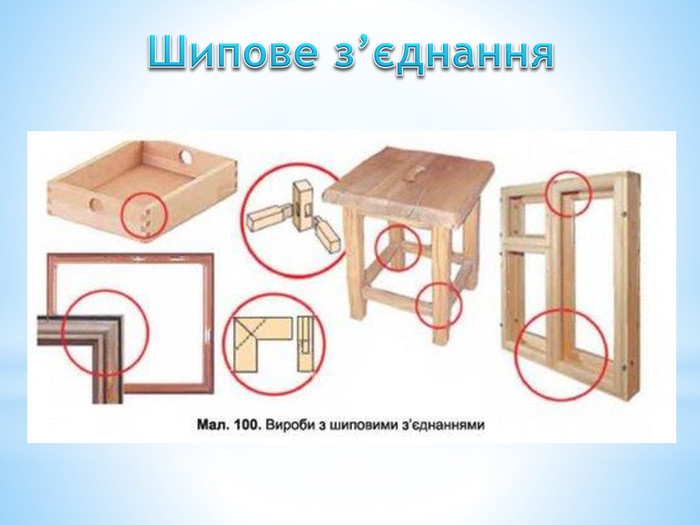 Шипове з’єднання
Мал. 100. Вироби з шиповими з’єднаннями